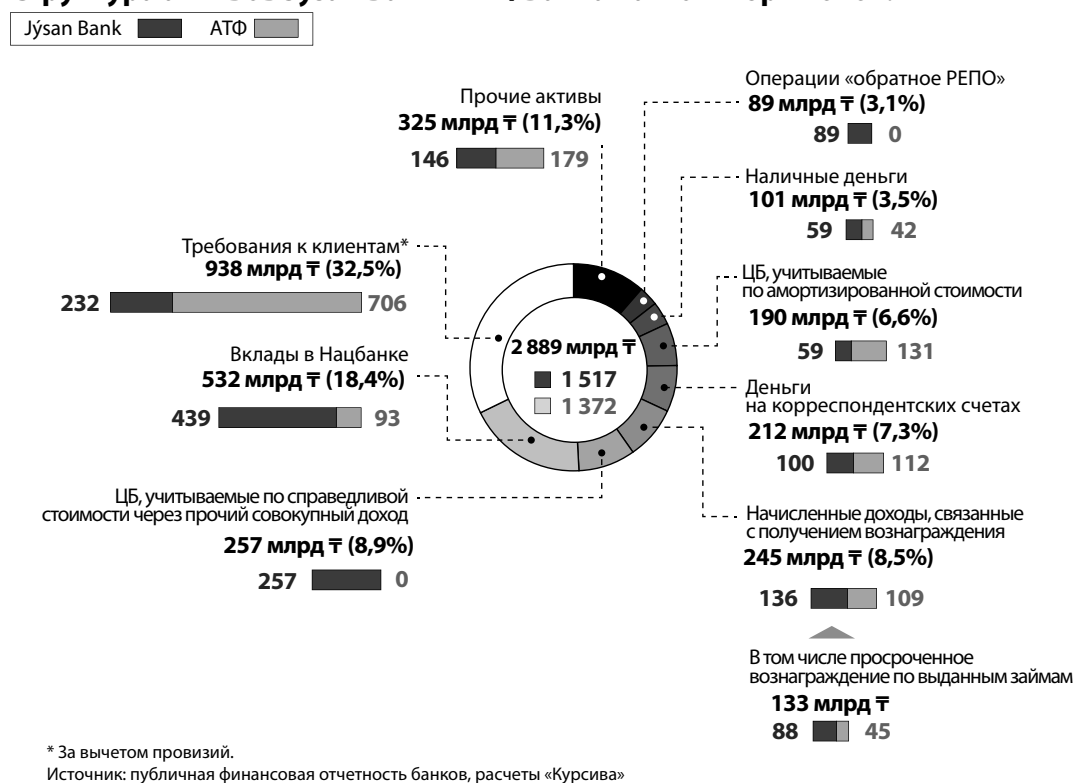 Jýsan Bank
АТФ
Операции «обратное РЕПО»
89 млрд ₸ (3,1%)
89 0
Прочие активы
325 млрд ₸ (11,3%)
146 179
Наличные деньги
101 млрд ₸ (3,5%)
59 42
Требования к клиентам*
938 млрд ₸ (32,5%)
232 706
ЦБ, учитываемые
по амортизированной стоимости
190 млрд ₸ (6,6%)
59 131
2 889 млрд ₸
1 517
1 372
Вклады в Нацбанке
532 млрд ₸ (18,4%)
439 93
Деньги
на корреспондентских счетах
212 млрд ₸ (7,3%)
100 112
ЦБ, учитываемые по справедливой
стоимости через прочий совокупный доход
257 млрд ₸ (8,9%)
257 0
Начисленные доходы, связанные
с получением вознаграждения
245 млрд ₸ (8,5%)
136 109
В том числе просроченное
вознаграждение по выданным займам
133 млрд ₸
88 45
* За вычетом провизий.
Источник: публичная финансовая отчетность банков, расчеты «Курсива»